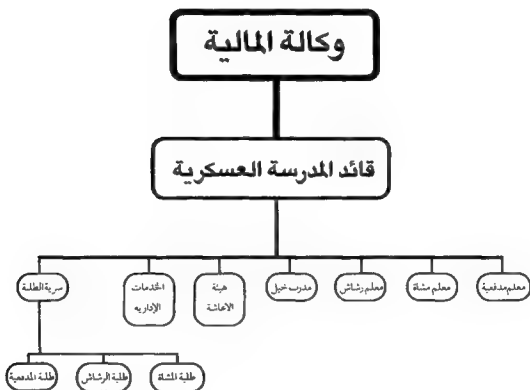 وكالة المالية
قائد المدرسة العسكرية
معلم مدفعية
معلم مشاة
معلم رشاش
مدرب خيل
هيئة
الاعاشة
الخدمات
الإداريه
سرية الطلبة
طلبة المشاة
طلبة الرشاش
طلبة المدفعية